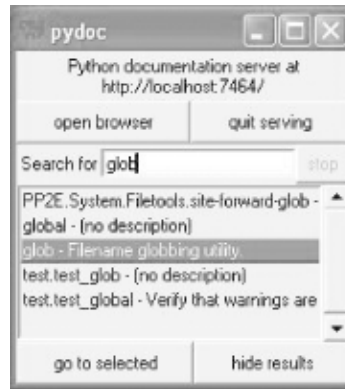 pydoc
Python documentation server at
http://localhost:7464/
open browser
quit serving
Search for glob
stop
PP2E.System.Filetools.site-forward-glob -
global - (no description)
glob - Filename globbing utility.
test.test_glob - (no description)
test.test_global - Verify that warnings are
go to selected
hide results